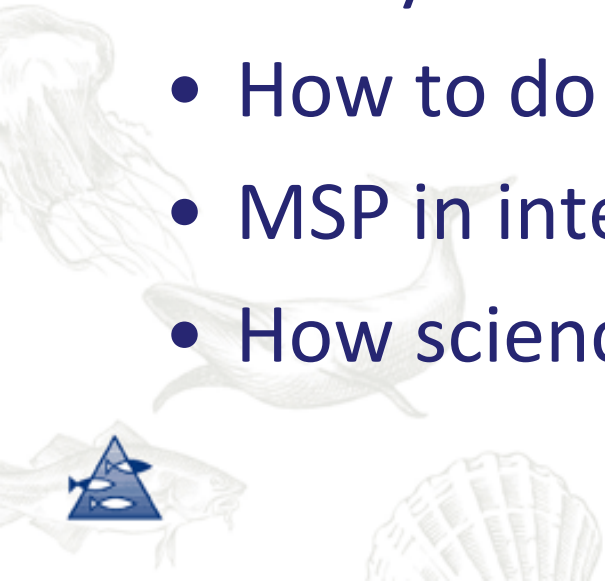 • How to do
• MSP in inte
• How scienc